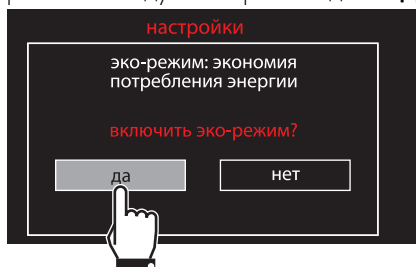 настройки
эко-режим: экономия
потребления энергии
включить эко-режим?
да
нет